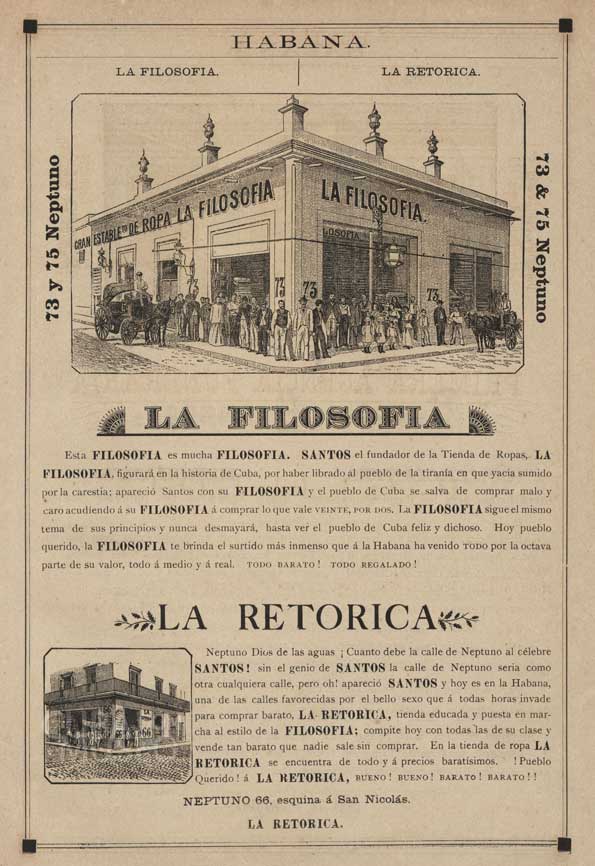 HABANA.
LA FILOSOFIA.
LA RETORICA.
73 y 75 Neptuno
GRAN ESTABLE.to DE ROPA LA FILOSOFIA
LA FILOSOFIA.
LOSOFIA
73
73
73
73 & 75 Neptuno
LA FILOSOFIA
Esta FILOSOFIA es mucha FILOSOFIA. SANTOS el fundador de la Tienda de Ropas, LA
FILOSOFIA, figurará en la historia de Cuba, por haber librado al pueblo de la tiranía en que yacia sumido
por la carestia; apareció Santos con su FILOSOFIA y el pueblo de Cuba se salva de comprar malo y
caro acudiendo á su FILOSOFIA á comprar lo que vale VEINTE, POR DOS. La FILOSOFIA sigue el mismo
tema de sus principios y nunca desmayará, hasta ver el pueblo de Cuba feliz y dichoso. Hoy pueblo
querido, la FILOSOFIA te brinda el surtido más inmenso que á la Habana ha venido TODO por la octava
parte de su valor, todo á medio y á real. TODO BARATO! TODO REGALADO!
LA RETORICA
Neptuno Dios de las aguas ¡ Cuanto debe la calle de Neptuno al célebre
SANTOS! sin el genio de SANTOS la calle de Neptuno seria como
otra cualquiera calle, pero oh! apareció SANTOS y hoy es en la Habana,
una de las calles favorecidas por el bello sexo que á todas horas invade
para comprar barato, LA RETORICA, tienda educada y puesta en mar-
cha al estilo de la FILOSOFIA; compite hoy con todas las de su clase y
vende tan barato que nadie sale sin comprar. En la tienda de ropa LA
RETORICA se encuentra de todo y á precios baratisimos. ! Pueblo
Querido! á LA RETORICA, BUENO! BUENO! BARATO! BARATO!!
66
66
NEPTUNO 66, esquina á San Nicolás.
LA RETORICA.